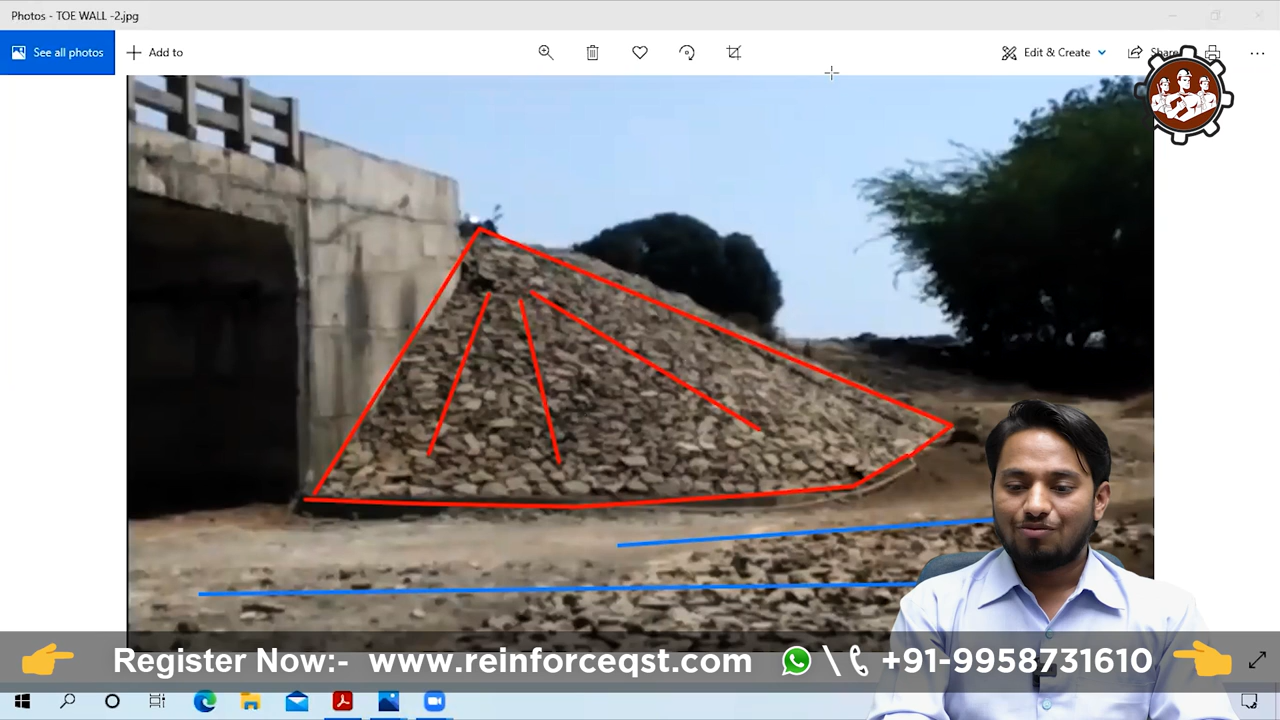 Photos - TOE WALL -2.jpg
See all photos
Add to
Edit & Create
Share
Register Now:- www.reinforceqst.com \ +91-9958731610